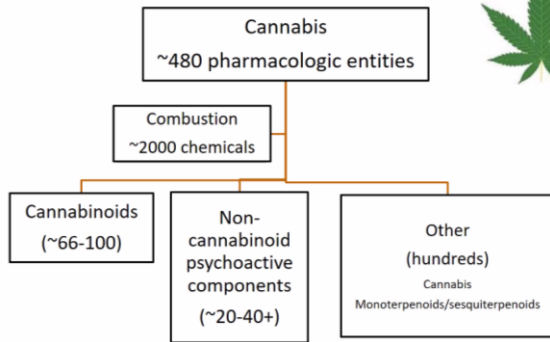 Cannabis
~480 pharmacologic entities
Combustion
~2000 chemicals
Cannabinoids
(~66-100)
Non-
cannabinoid
psychoactive
components
(~20-40+)
Other
(hundreds)
Cannabis
Monoterpenoids/sesquiterpenoids